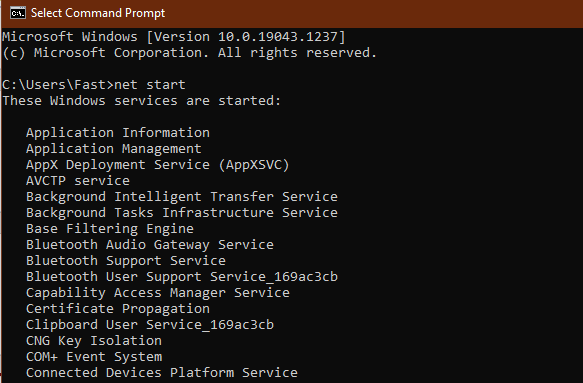 Select Command Prompt
Microsoft Windows [Version 10.0.19043.1237]
(c) Microsoft Corporation. All rights reserved.
C:\Users\Fast>net start
These Windows services are started:
Application Information
Application Management
AppX Deployment Service (AppXSVC)
AVCTP service
Background Intelligent Transfer Service
Background Tasks Infrastructure Service
Base Filtering Engine
Bluetooth Audio Gateway Service
Bluetooth Support Service
Bluetooth User Support Service_169ac3cb
Capability Access Manager Service
Certificate Propagation
Clipboard User Service_169ac3cb
CNG Key Isolation
COM+ Event System
Connected Devices Platform Service